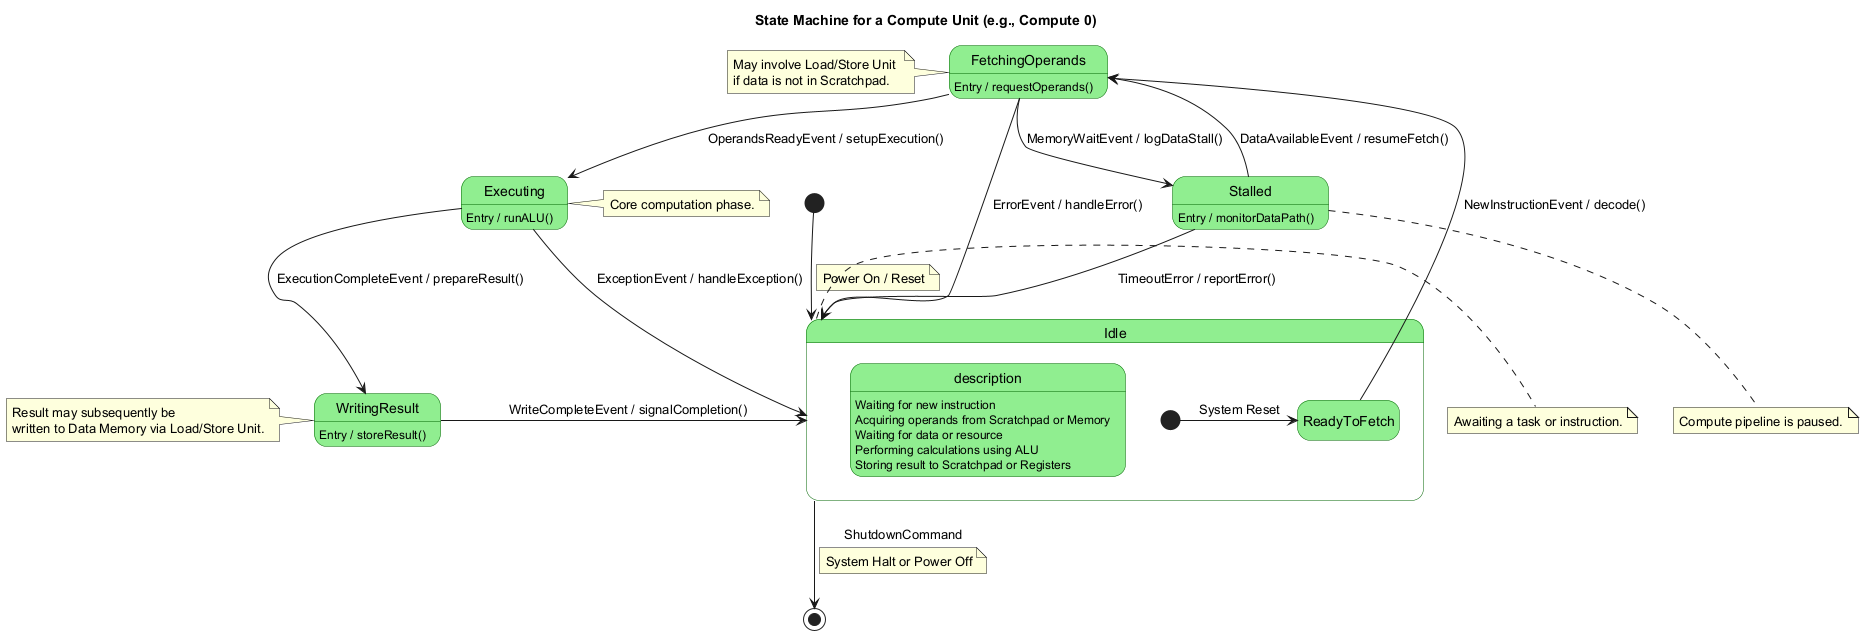 State Machine for a Compute Unit (e.g., Compute 0)
May involve Load/Store Unit
if data is not in Scratchpad.
FetchingOperands
Entry / requestOperands()
OperandsReadyEvent / setupExecution()
MemoryWaitEvent / logDataStall()
DataAvailableEvent / resumeFetch()
Executing
Entry / runALU()
Core computation phase.
Stalled
Entry / monitorDataPath()
ErrorEvent / handleError()
NewInstructionEvent / decode()
ExecutionCompleteEvent / prepareResult()
ExceptionEvent / handleException()
Power On / Reset
TimeoutError / reportError()
Idle
description
Waiting for new instruction
Acquiring operands from Scratchpad or Memory
Waiting for data or resource
Performing calculations using ALU
Storing result to Scratchpad or Registers
System Reset
ReadyToFetch
Result may subsequently be
written to Data Memory via Load/Store Unit.
WritingResult
Entry / storeResult()
WriteCompleteEvent / signalCompletion()
Awaiting a task or instruction.
Compute pipeline is paused.
ShutdownCommand
System Halt or Power Off